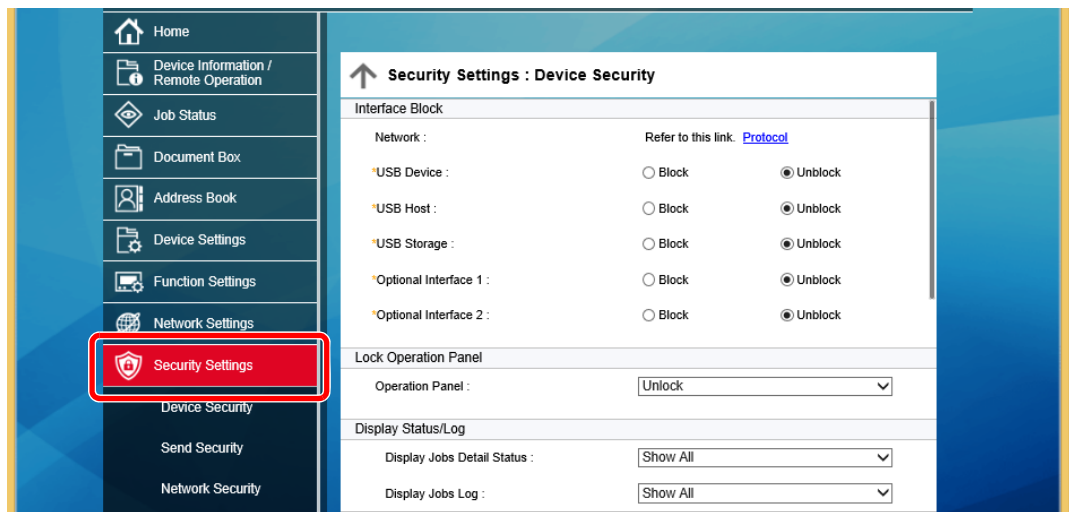 Home
Device Information /
Remote Operation
Job Status
Document Box
Address Book
Device Settings
Function Settings
Network Settings
Security Settings
Device Security
Send Security
Network Security
Security Settings : Device Security
Interface Block
Network : Refer to this link. Protocol
*USB Device : Block Unblock
*USB Host : Block Unblock
*USB Storage : Block Unblock
*Optional Interface 1 : Block Unblock
*Optional Interface 2 : Block Unblock
Lock Operation Panel
Operation Panel : Unlock
Display Status/Log
Display Jobs Detail Status : Show All
Display Jobs Log : Show All